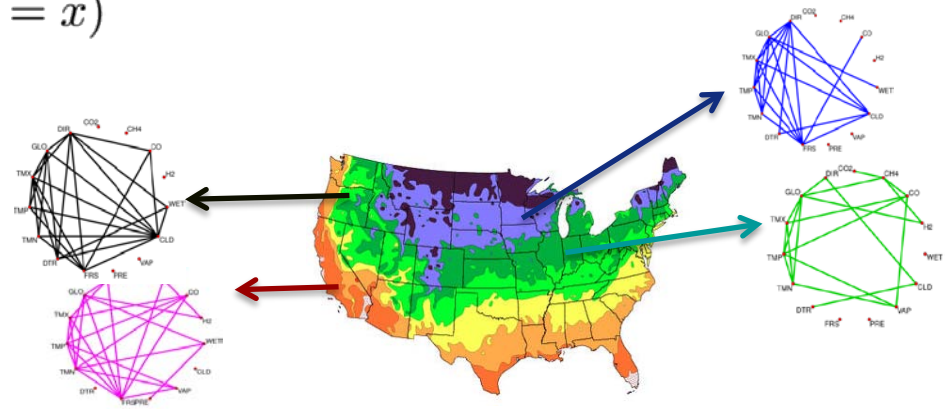 = x)
DIR
CO2
CH4
CO
H2
WET
CLD
VAP
PRE
FRS
DTR
TMN
TMP
TMX
GLO
DIR
CO2
CH4
CO
H2
WET
CLD
VAP
PRE
FRS
DTR
TMN
TMP
TMX
GLO
DIR
CO2
CH4
CO
H2
WET
CLD
VAP
PRE
FRS
DTR
TMN
TMP
TMX
GLO
GLO
CO
H2
WET
CLD
VAP
PRE
FRS
DTR
TMN
TMP
TMX